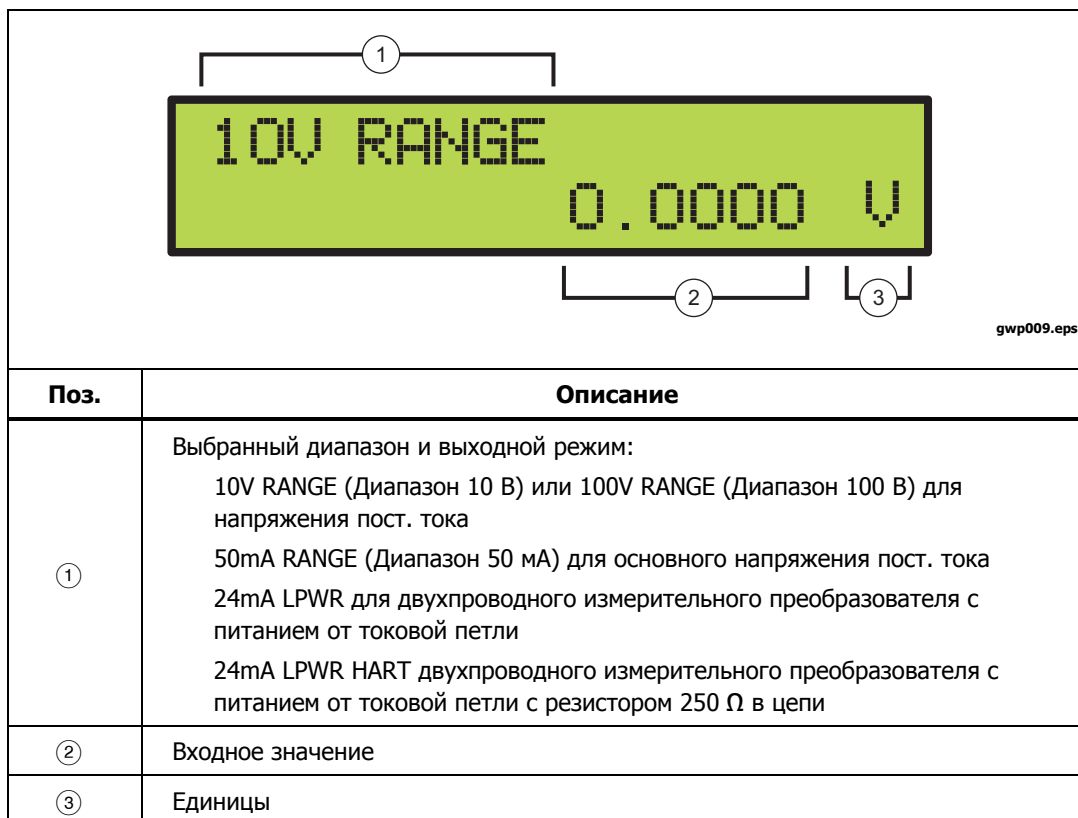 1
10V RANGE
0.0000 V
2 3
gwp009.eps
Поз. Описание
1 Выбранный диапазон и выходной режим:
10V RANGE (Диапазон 10 В) или 100V RANGE (Диапазон 100 В) для
напряжения пост. тока
50mA RANGE (Диапазон 50 мА) для основного напряжения пост. тока
24mA LPWR для двухпроводного измерительного преобразователя с
питанием от токовой петли
24mA LPWR HART двухпроводного измерительного преобразователя с
питанием от токовой петли с резистором 250 Ω в цепи
2 Входное значение
3 Единицы